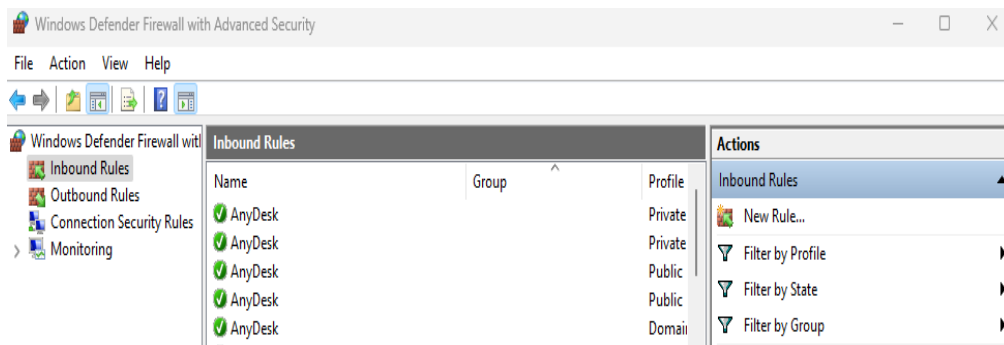 Windows Defender Firewall with Advanced Security
File Action View Help
Windows Defender Firewall witl
Inbound Rules
Outbound Rules
Connection Security Rules
Monitoring
Inbound Rules
Name Group Profile
AnyDesk Private
AnyDesk Private
AnyDesk Public
AnyDesk Public
AnyDesk Domai
Actions
Inbound Rules
New Rule...
Filter by Profile
Filter by State
Filter by Group